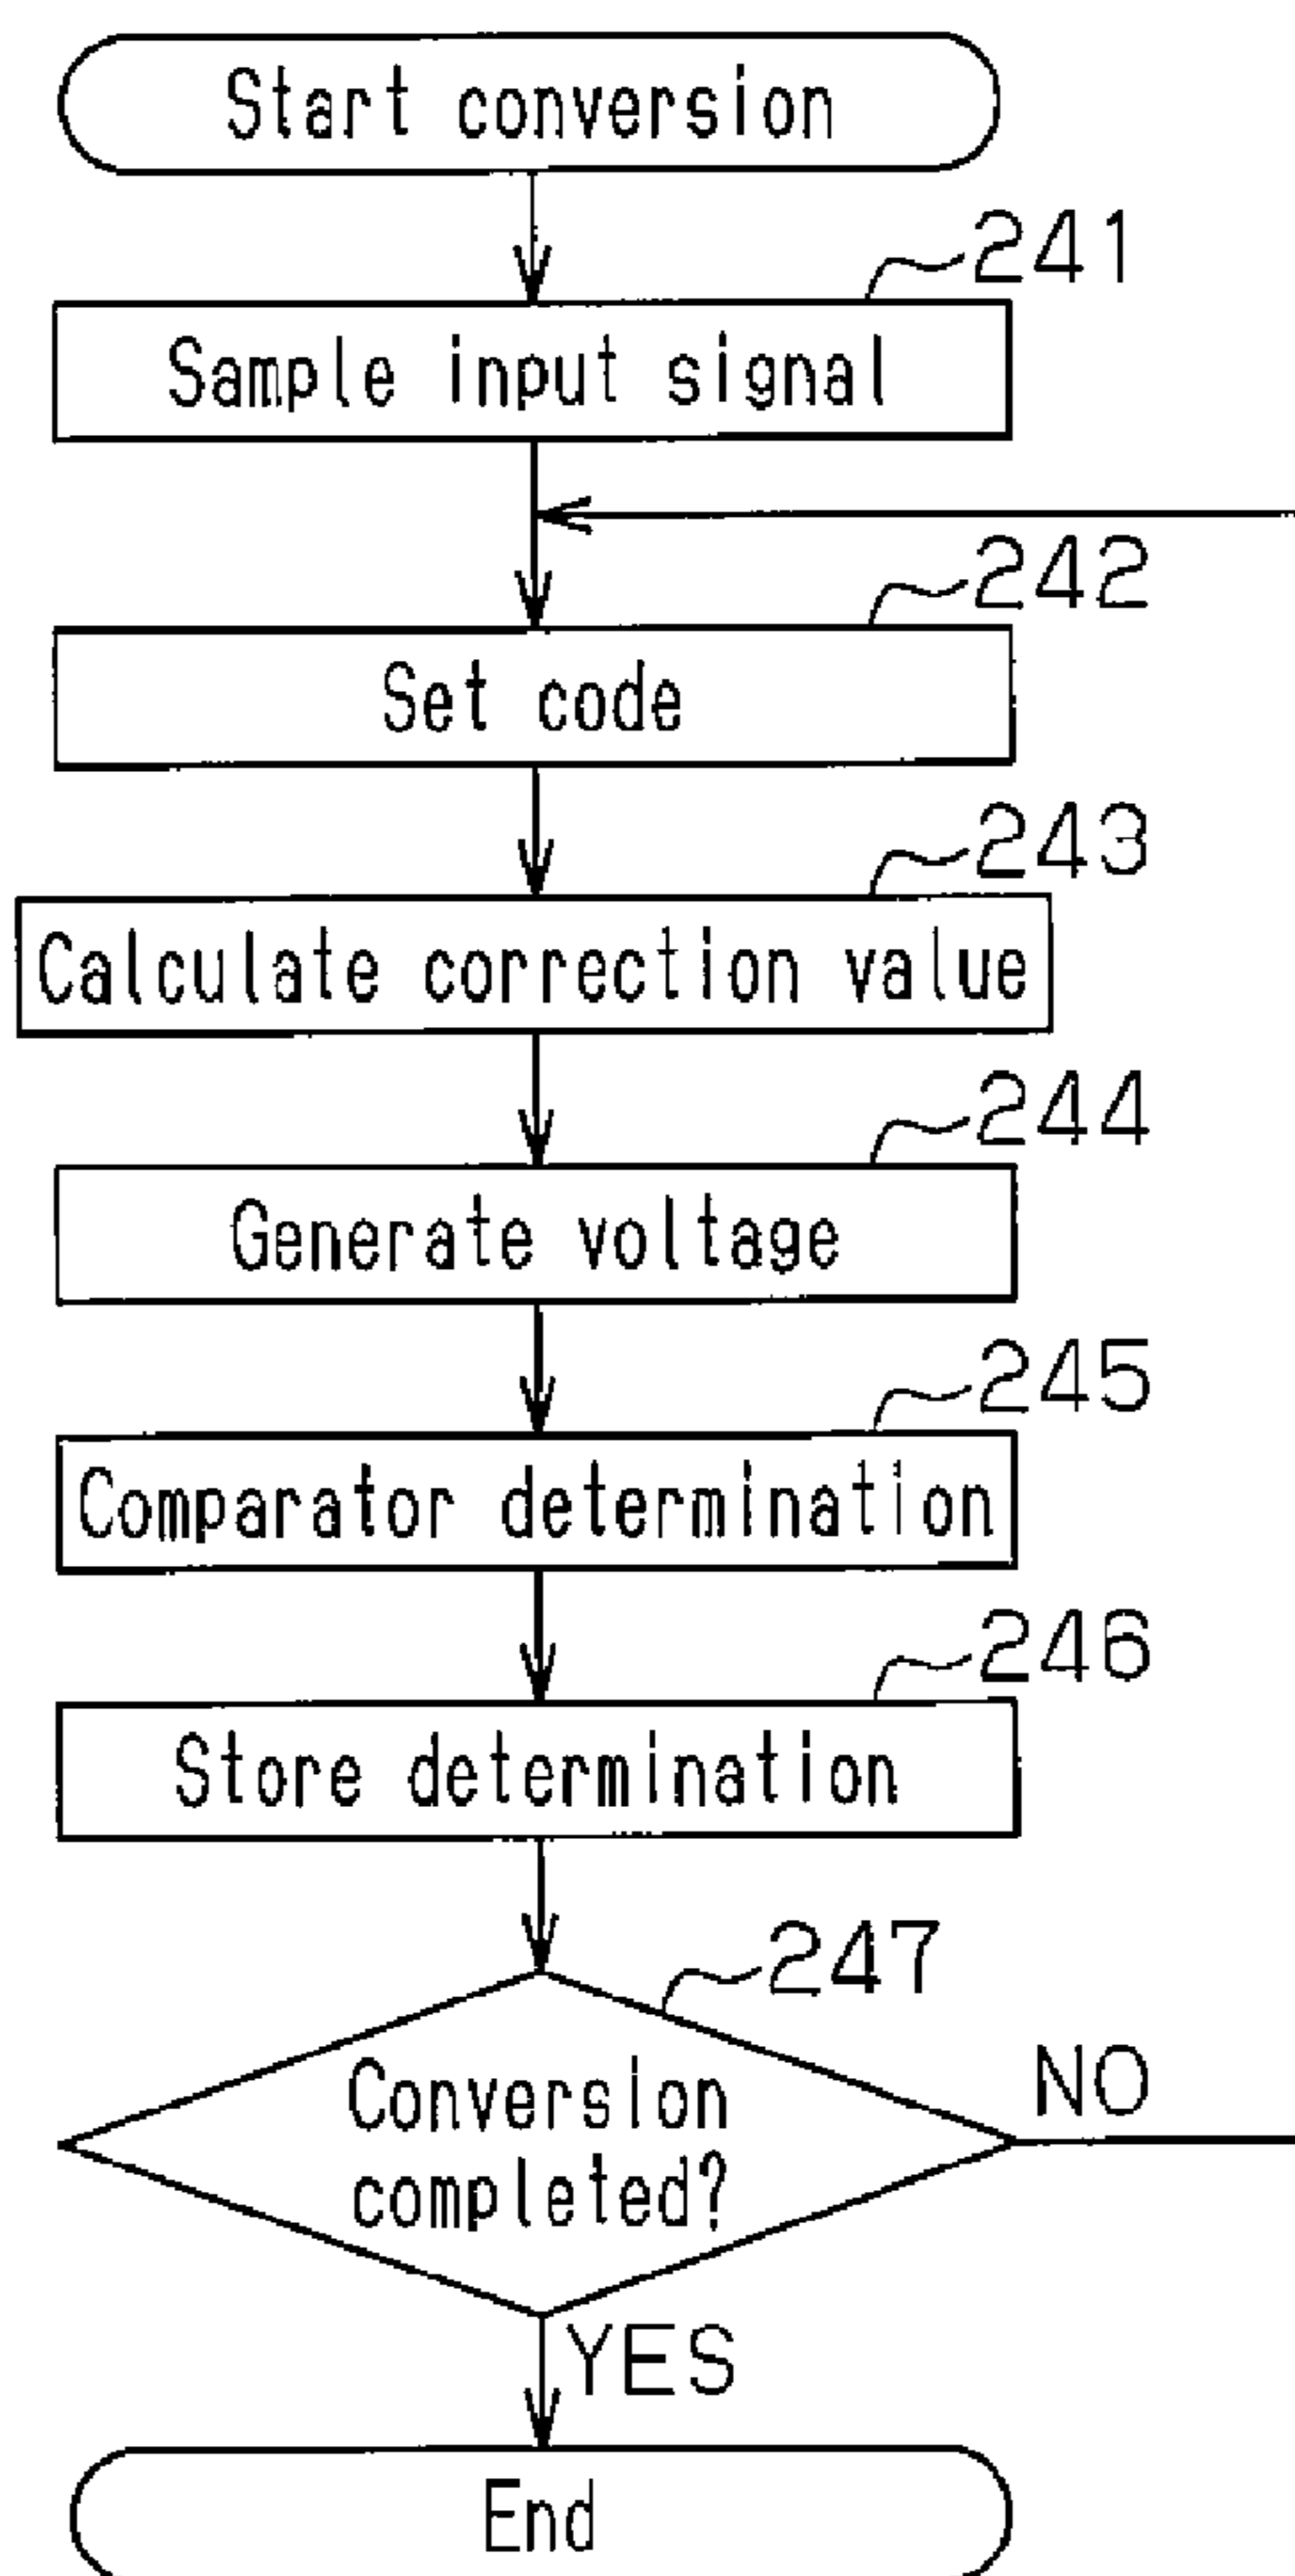 Start conversion
241
Sample input signal
242
Set code
243
Calculate correction value
244
Generate voltage
245
Comparator determination
246
Store determination
247
Conversion
completed?
NO
YES
End